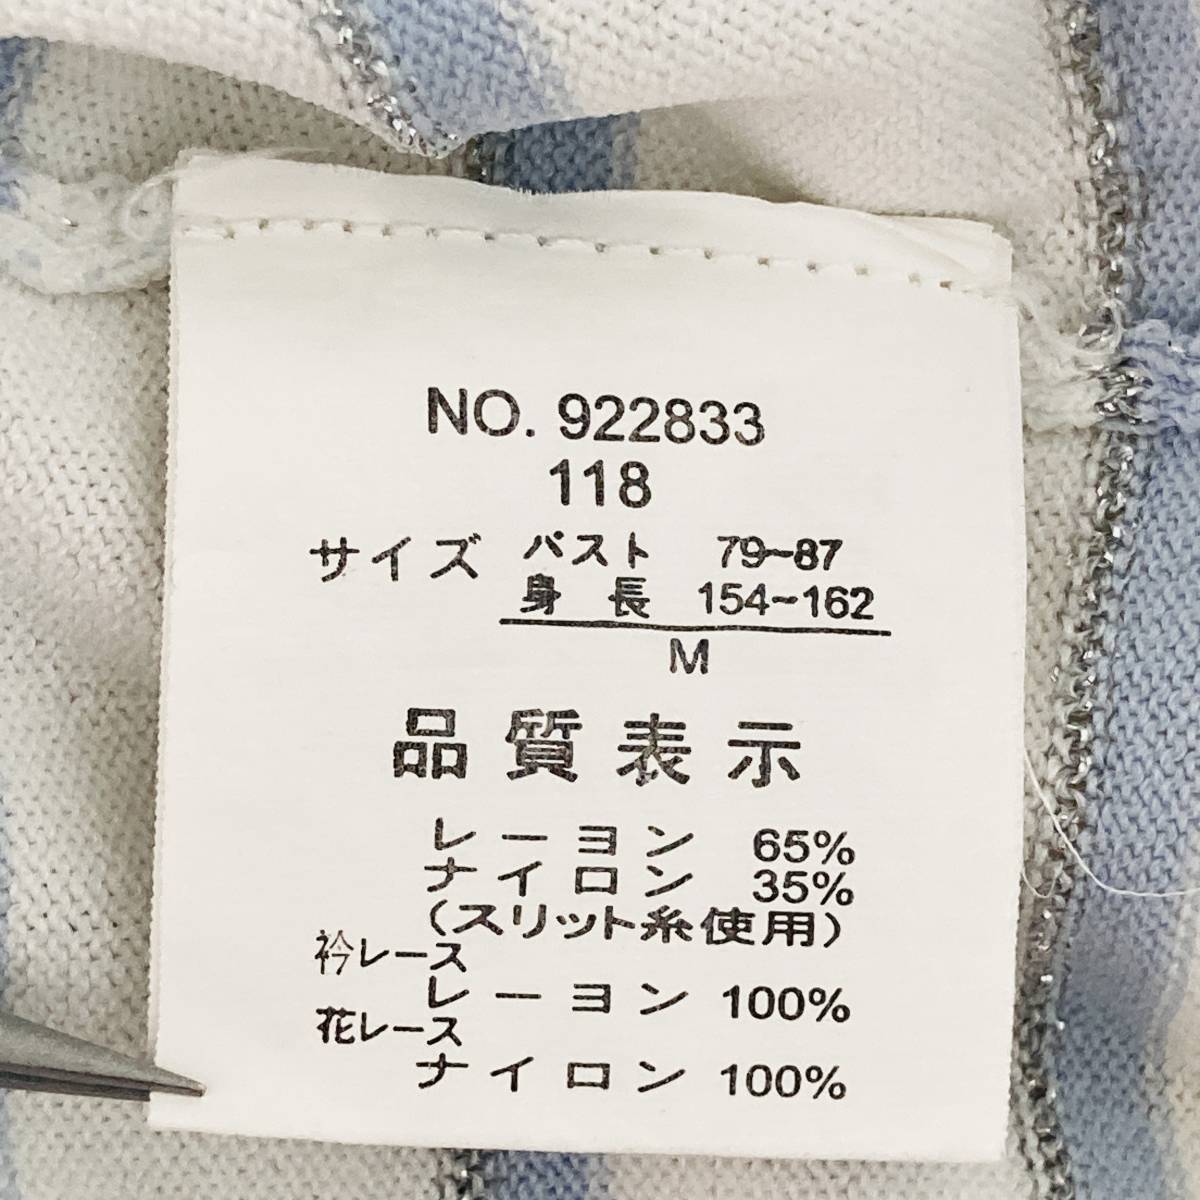 NO. 922833
118
サイズ バスト 79~87
身長 154~162
M
品質表示
レーヨン 65%
ナイロン 35%
(スリット糸使用)
衿レース
レーヨン 100%
花レース
ナイロン 100%